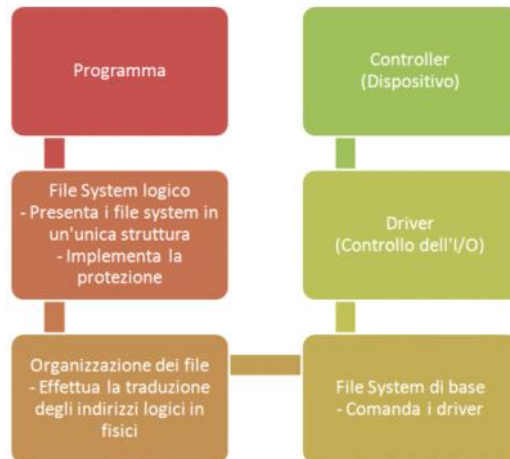 Programma
File System logico
- Presenta i file system in
un'unica struttura
- Implementa la
protezione
Organizzazione dei file
- Effettua la traduzione
degli indirizzi logici in
fisici
File System di base
- Comanda i driver
Driver
(Controllo dell'I/O)
Controller
(Dispositivo)